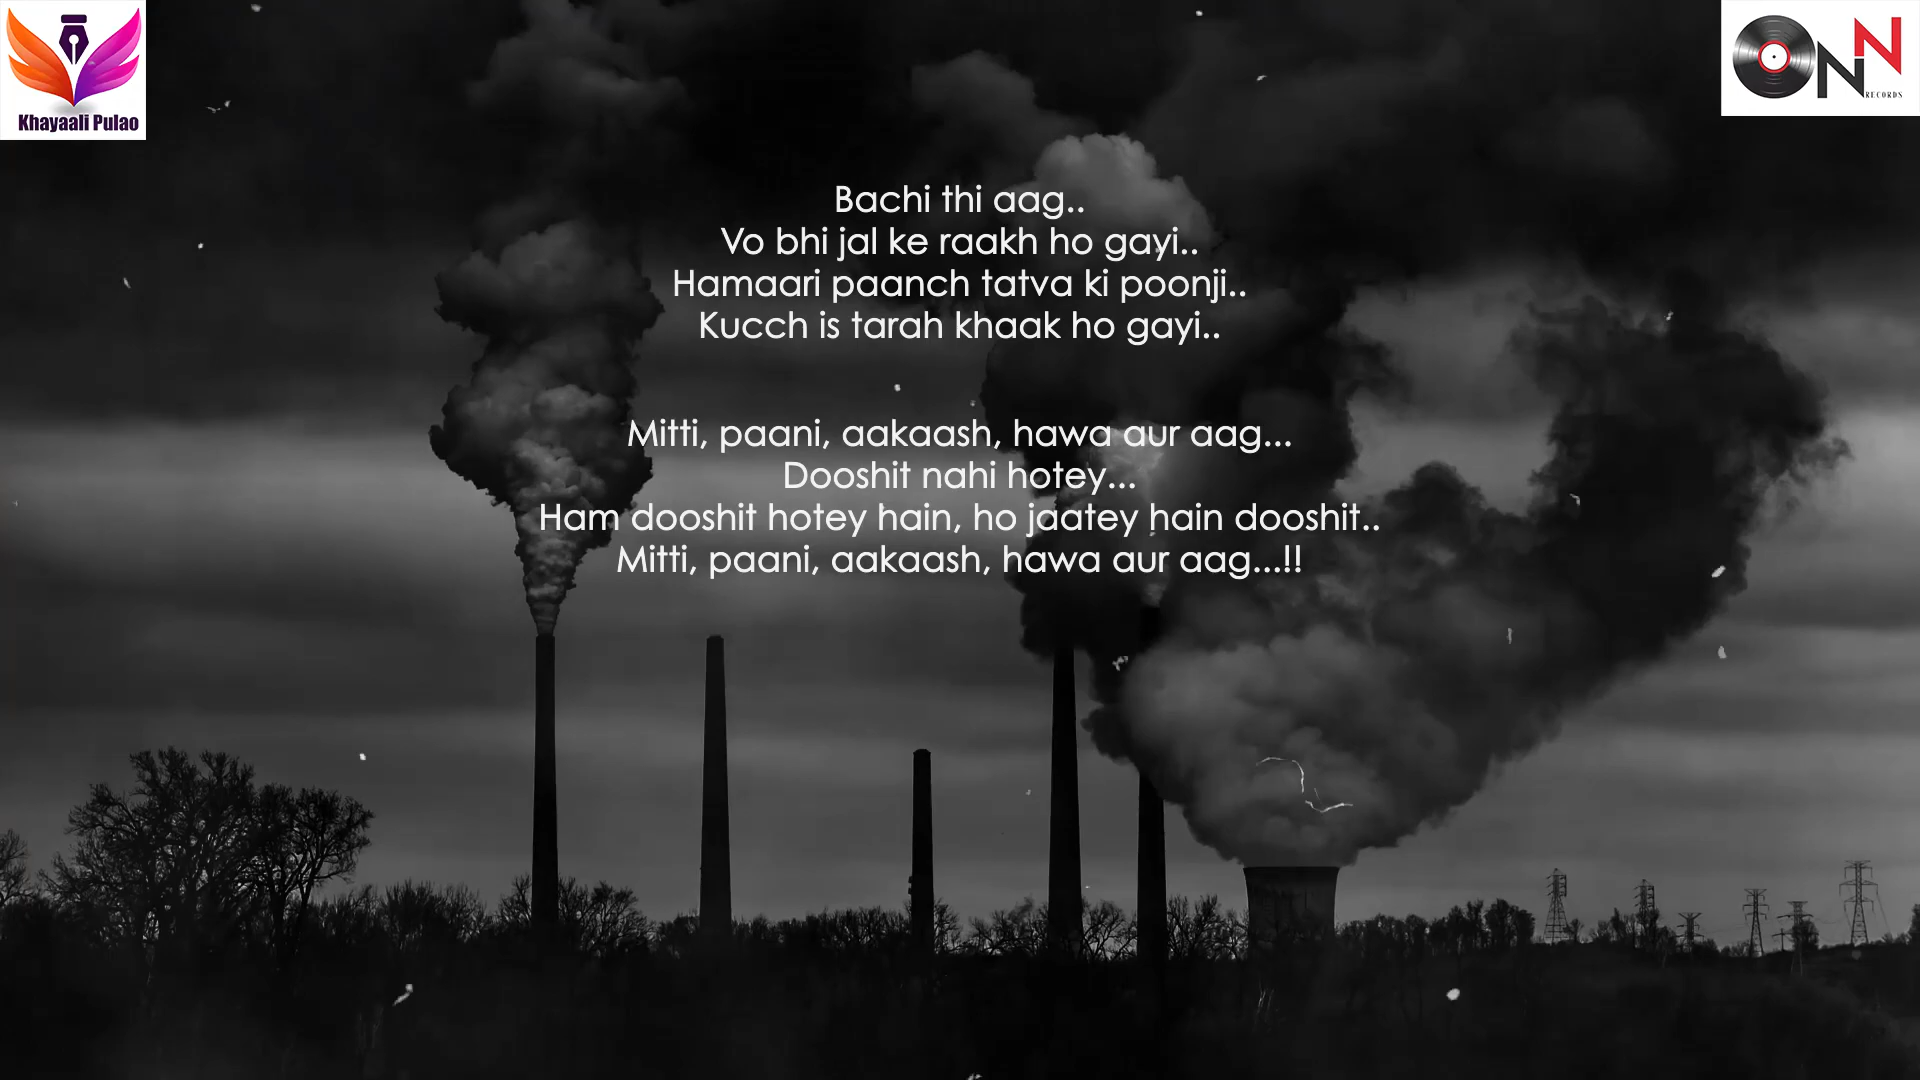 Khayaali Pulao
ONN
RECORDS
Bachi thi aag..
Vo bhi jal ke raakh ho gayi..
Hamaari paanch tatva ki poonji..
Kucch is tarah khaak ho gayi..
Mitti, paani, aakaash, hawa aur aag...
Dooshit nahi hotey...
Ham dooshit hotey hain, ho jaatey hain dooshit..
Mitti, paani, aakaash, hawa aur aag...!!